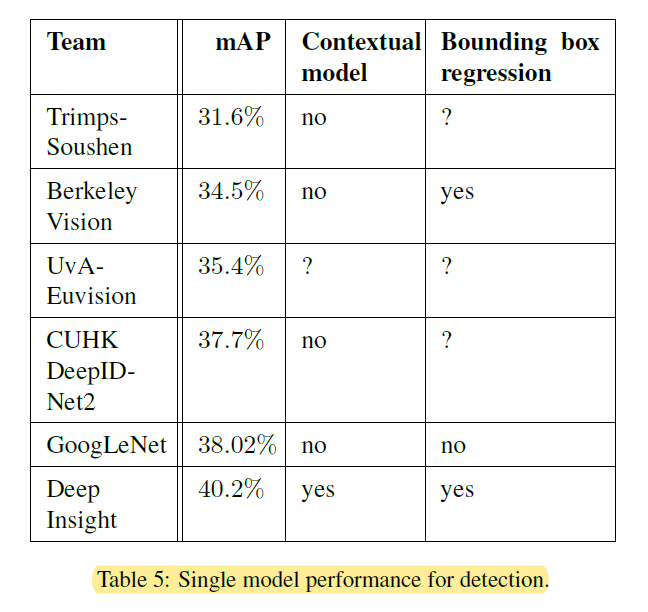 Team mAP Contextual model Bounding box regression
Trimps-Soushen 31.6% no ?
Berkeley Vision 34.5% no yes
UvA-Euvision 35.4% ? ?
CUHK DeepID-Net2 37.7% no ?
GoogLeNet 38.02% no no
Deep Insight 40.2% yes yes
Table 5: Single model performance for detection.